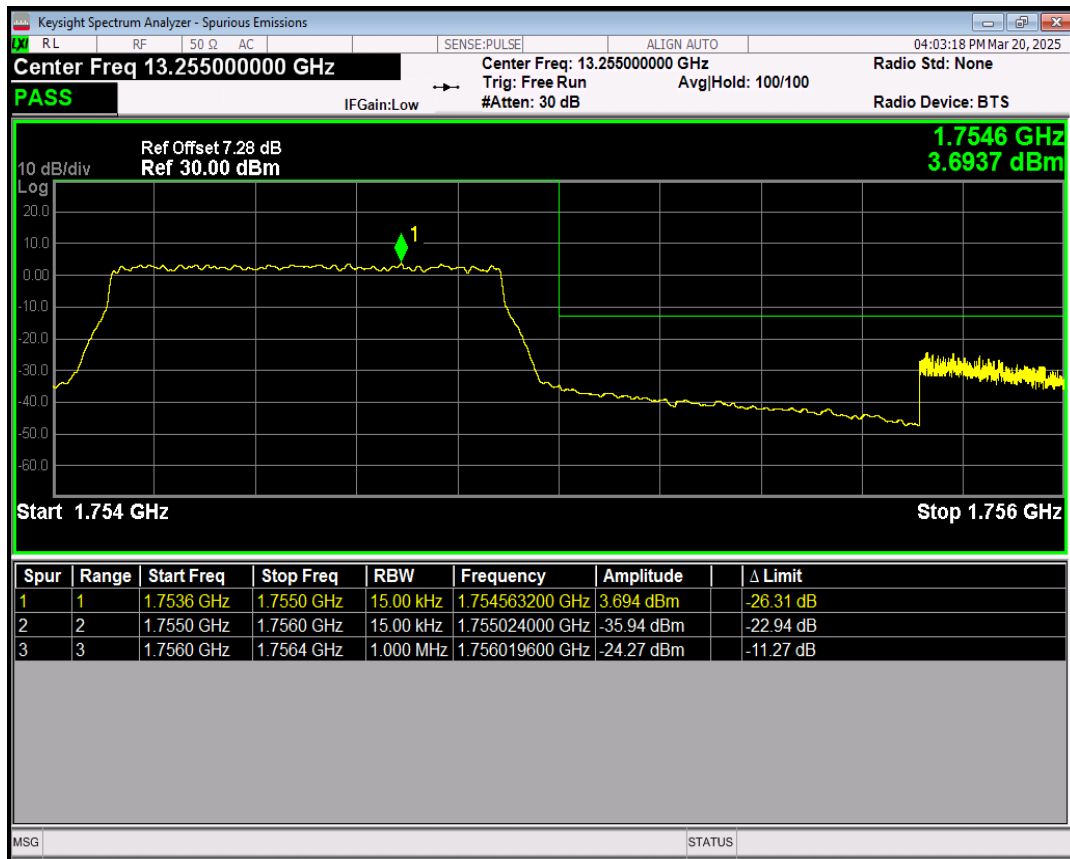 Keysight Spectrum Analyzer - Spurious Emissions
LXI RL RF 50 Ω AC SENSE:PULSE ALIGN AUTO 04:03:18 PM Mar 20, 2025
Center Freq 13.255000000 GHz Center Freq: 13.255000000 GHz Radio Std: None
Trig: Free Run Avg|Hold: 100/100
PASS IFGain:Low #Atten: 30 dB Radio Device: BTS
1.7546 GHz
Ref Offset 7.28 dB
10 dB/div Ref 30.00 dBm 3.6937 dBm
Log
20.0
10.0
1
0.00
-10.0
-20.0
-30.0
-40.0
-50.0
-60.0
Start 1.754 GHz Stop 1.756 GHz
Spur Range Start Freq Stop Freq RBW Frequency Amplitude Δ Limit
1 1 1.7536 GHz 1.7550 GHz 15.00 kHz 1.754563200 GHz 3.694 dBm -26.31 dB
2 2 1.7550 GHz 1.7560 GHz 15.00 kHz 1.755024000 GHz -35.94 dBm -22.94 dB
3 3 1.7560 GHz 1.7564 GHz 1.000 MHz 1.756019600 GHz -24.27 dBm -11.27 dB
MSG STATUS